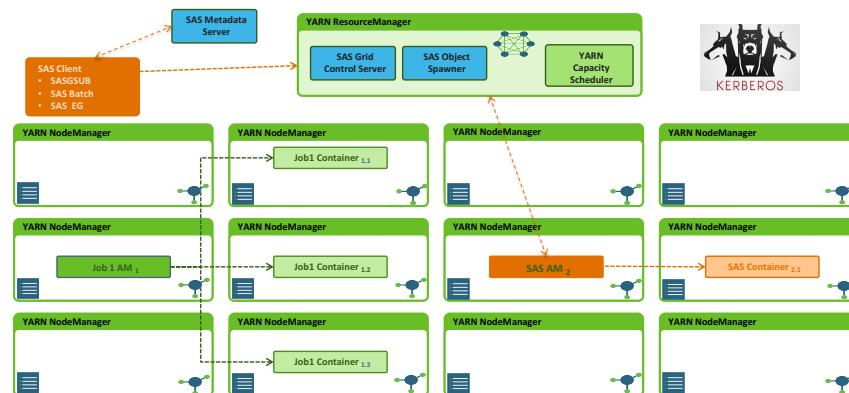 SAS Metadata
Server
YARN ResourceManager
SAS Client
• SASGSUB
• SAS Batch
• SAS EG
SAS Grid
Control Server
SAS Object
Spawner
YARN
Capacity
Scheduler
KERBEROS
YARN NodeManager
YARN NodeManager
Job1 Container 1.1
YARN NodeManager
YARN NodeManager
YARN NodeManager
Job 1 AM 1
YARN NodeManager
Job1 Container 1.2
YARN NodeManager
SAS AM 2
YARN NodeManager
SAS Container 2.1
YARN NodeManager
YARN NodeManager
Job1 Container 1.3
YARN NodeManager
YARN NodeManager